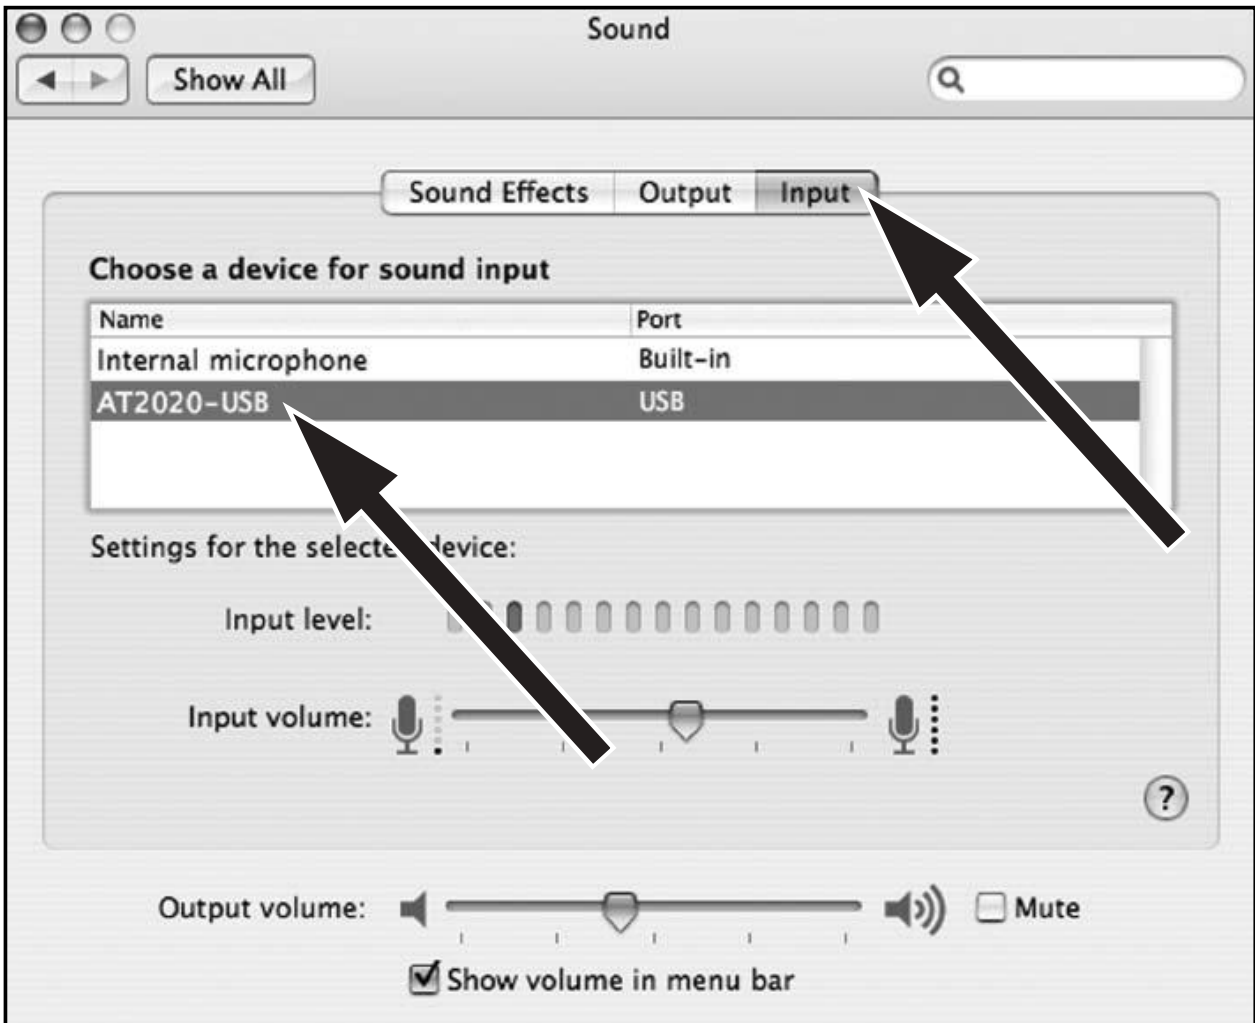 Sound
Show All
Sound Effects Output Input
Choose a device for sound input
Name Port
Internal microphone Built-in
AT2020-USB USB
Settings for the selected device:
Input level:
Input volume:
?
Output volume: Mute
Show volume in menu bar